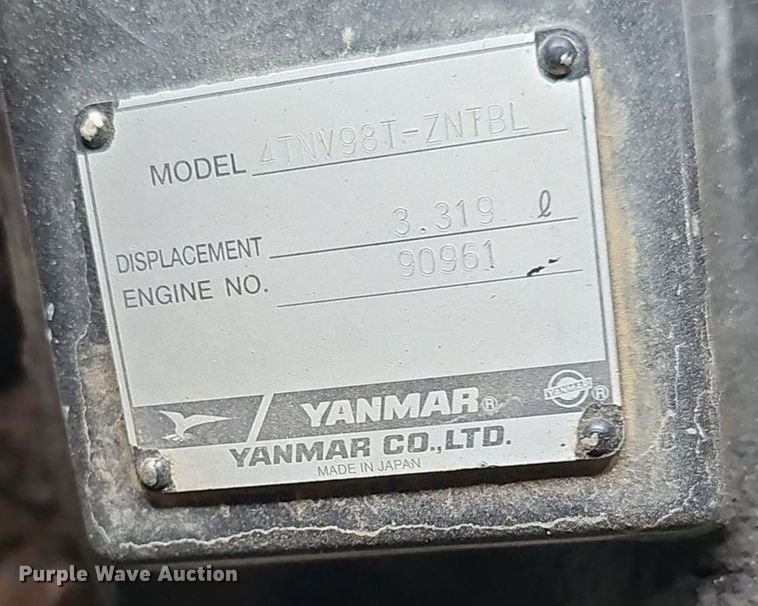 MODEL 4TNV98T-ZNTBL
DISPLACEMENT 3.319 ℓ
ENGINE NO. 90961
YANMAR® YANMAR ®
YANMAR CO.,LTD.
MADE IN JAPAN
Purple Wave Auction